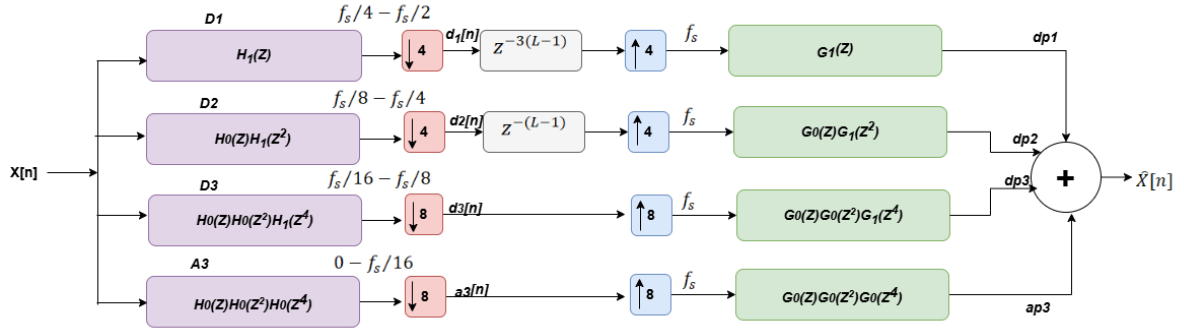 D1
f_s/4 − f_s/2
H₁(Z)
4
d₁[n]
Z^{−3(L−1)}
4
f_s
G₁(Z)
dp1
D2
f_s/8 − f_s/4
H0(Z)H₁(Z²)
4
d2[n]
Z^{−(L−1)}
4
f_s
G0(Z)G₁(Z²)
dp2
X[n]
D3
f_s/16 − f_s/8
H0(Z)H0(Z²)H₁(Z⁴)
8
d3[n]
8
f_s
G0(Z)G0(Z²)G₁(Z⁴)
dp3
+
X̂[n]
A3
0 − f_s/16
H0(Z)H0(Z²)H0(Z⁴)
8
a3[n]
8
f_s
G0(Z)G0(Z²)G0(Z⁴)
ap3